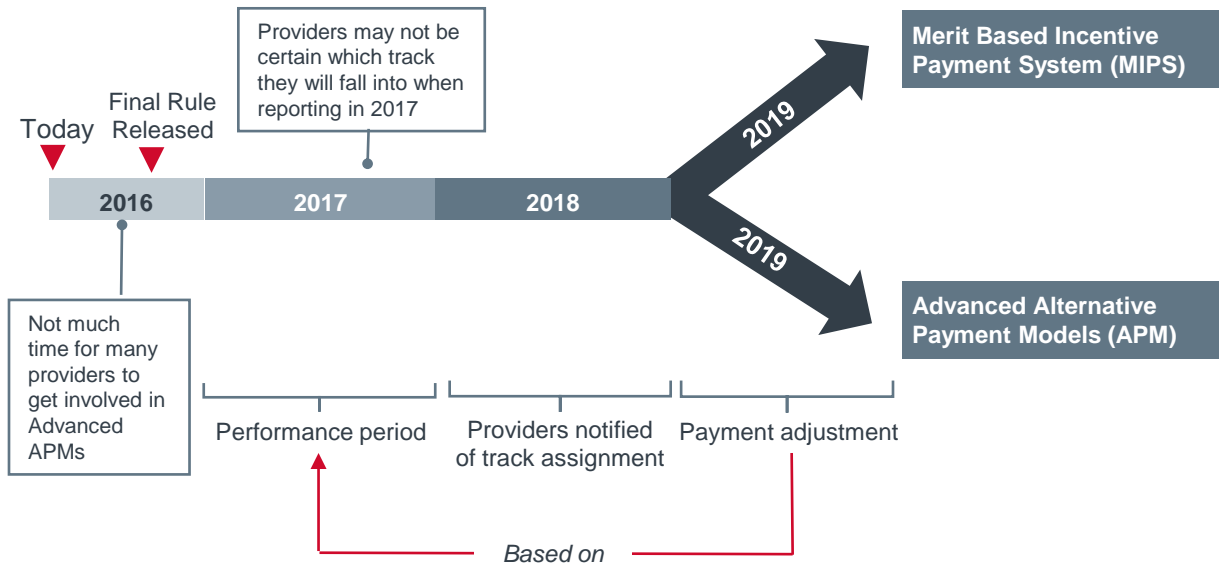 Providers may not be
certain which track
they will fall into when
reporting in 2017
Merit Based Incentive
Payment System (MIPS)
Final Rule
Released
Today
2019
2016
2017
2018
2019
Advanced Alternative
Payment Models (APM)
Not much
time for many
providers to
get involved in
Advanced
APMs
Performance period
Providers notified
of track assignment
Payment adjustment
Based on